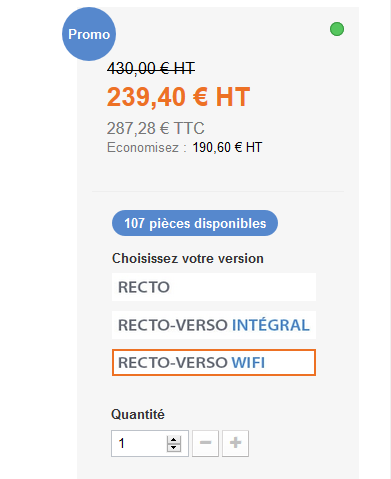 Promo
430,00 € HT
239,40 € HT
287,28 € TTC
Economisez : 190,60 € HT
107 pièces disponibles
Choisissez votre version
RECTO
RECTO-VERSO INTÉGRAL
RECTO-VERSO WIFI
Quantité
1